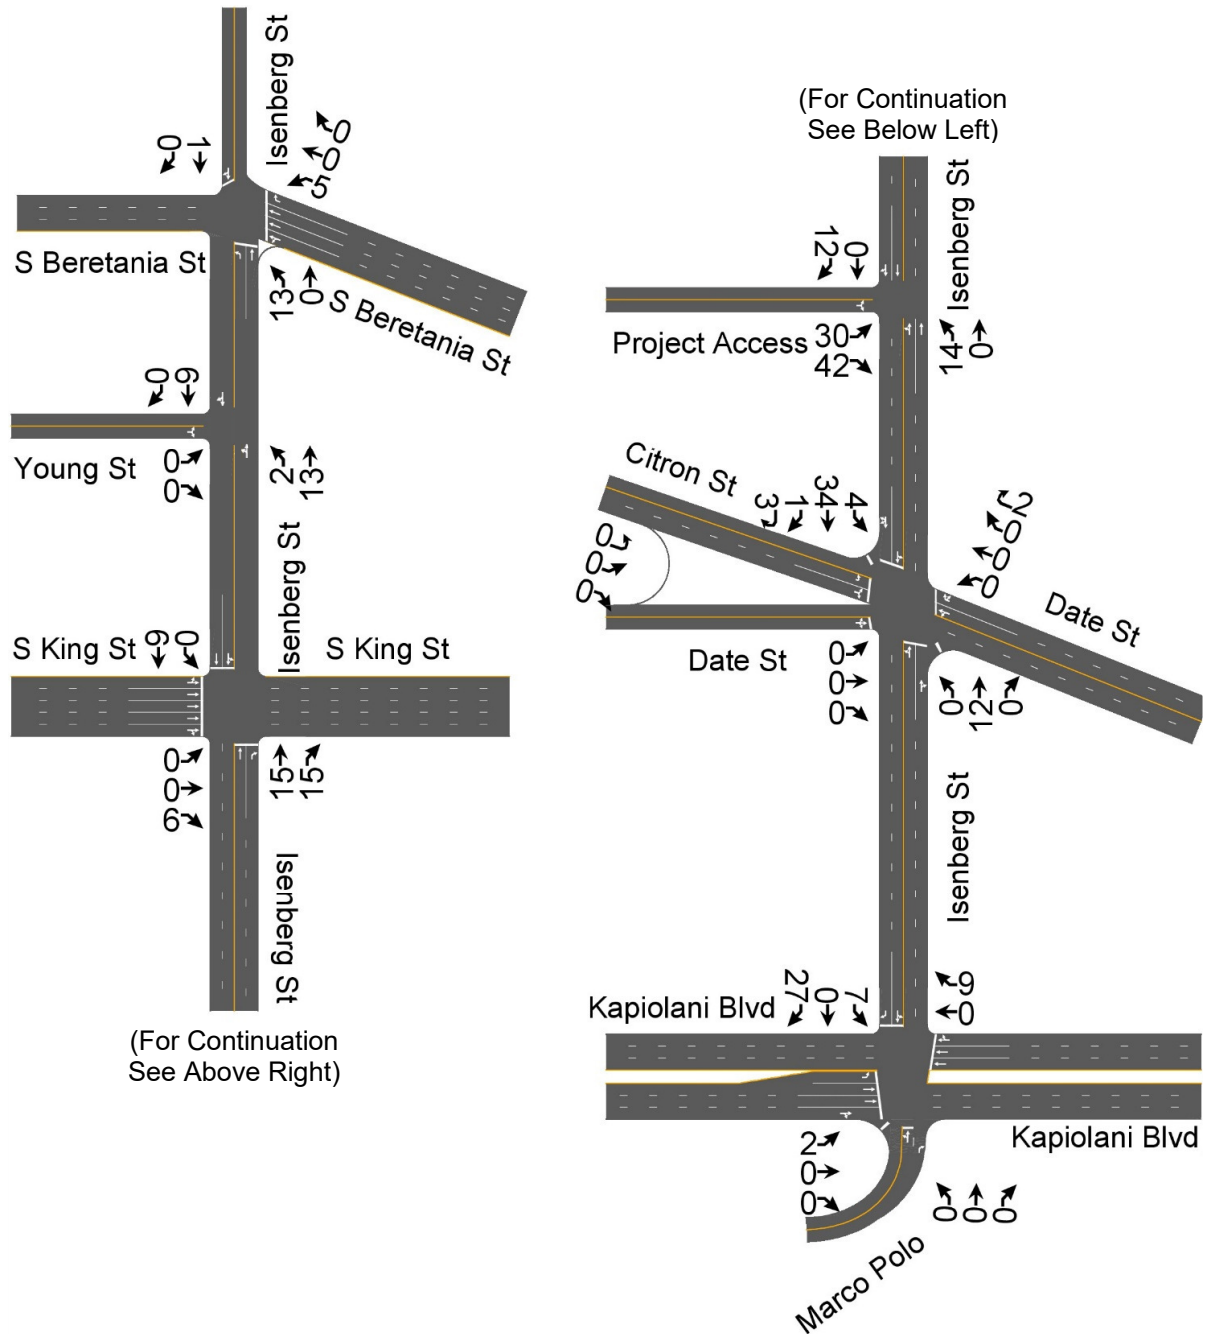 Isenberg St
0
1
0
0
5
S Beretania St
13
0
S Beretania St
0
6
Young St
0
0
2
13
Isenberg St
S King St
6
0
S King St
0
0
6
15
15
Isenberg St
(For Continuation
See Above Right)
(For Continuation
See Below Left)
Isenberg St
12
0
Project Access
30
42
14
0
Citron St
3
1
34
4
2
0
0
0
0
0
0
Date St
Date St
0
0
0
0
12
0
Isenberg St
Kapiolani Blvd
27
0
7
9
0
Kapiolani Blvd
2
0
0
0
0
0
Marco Polo